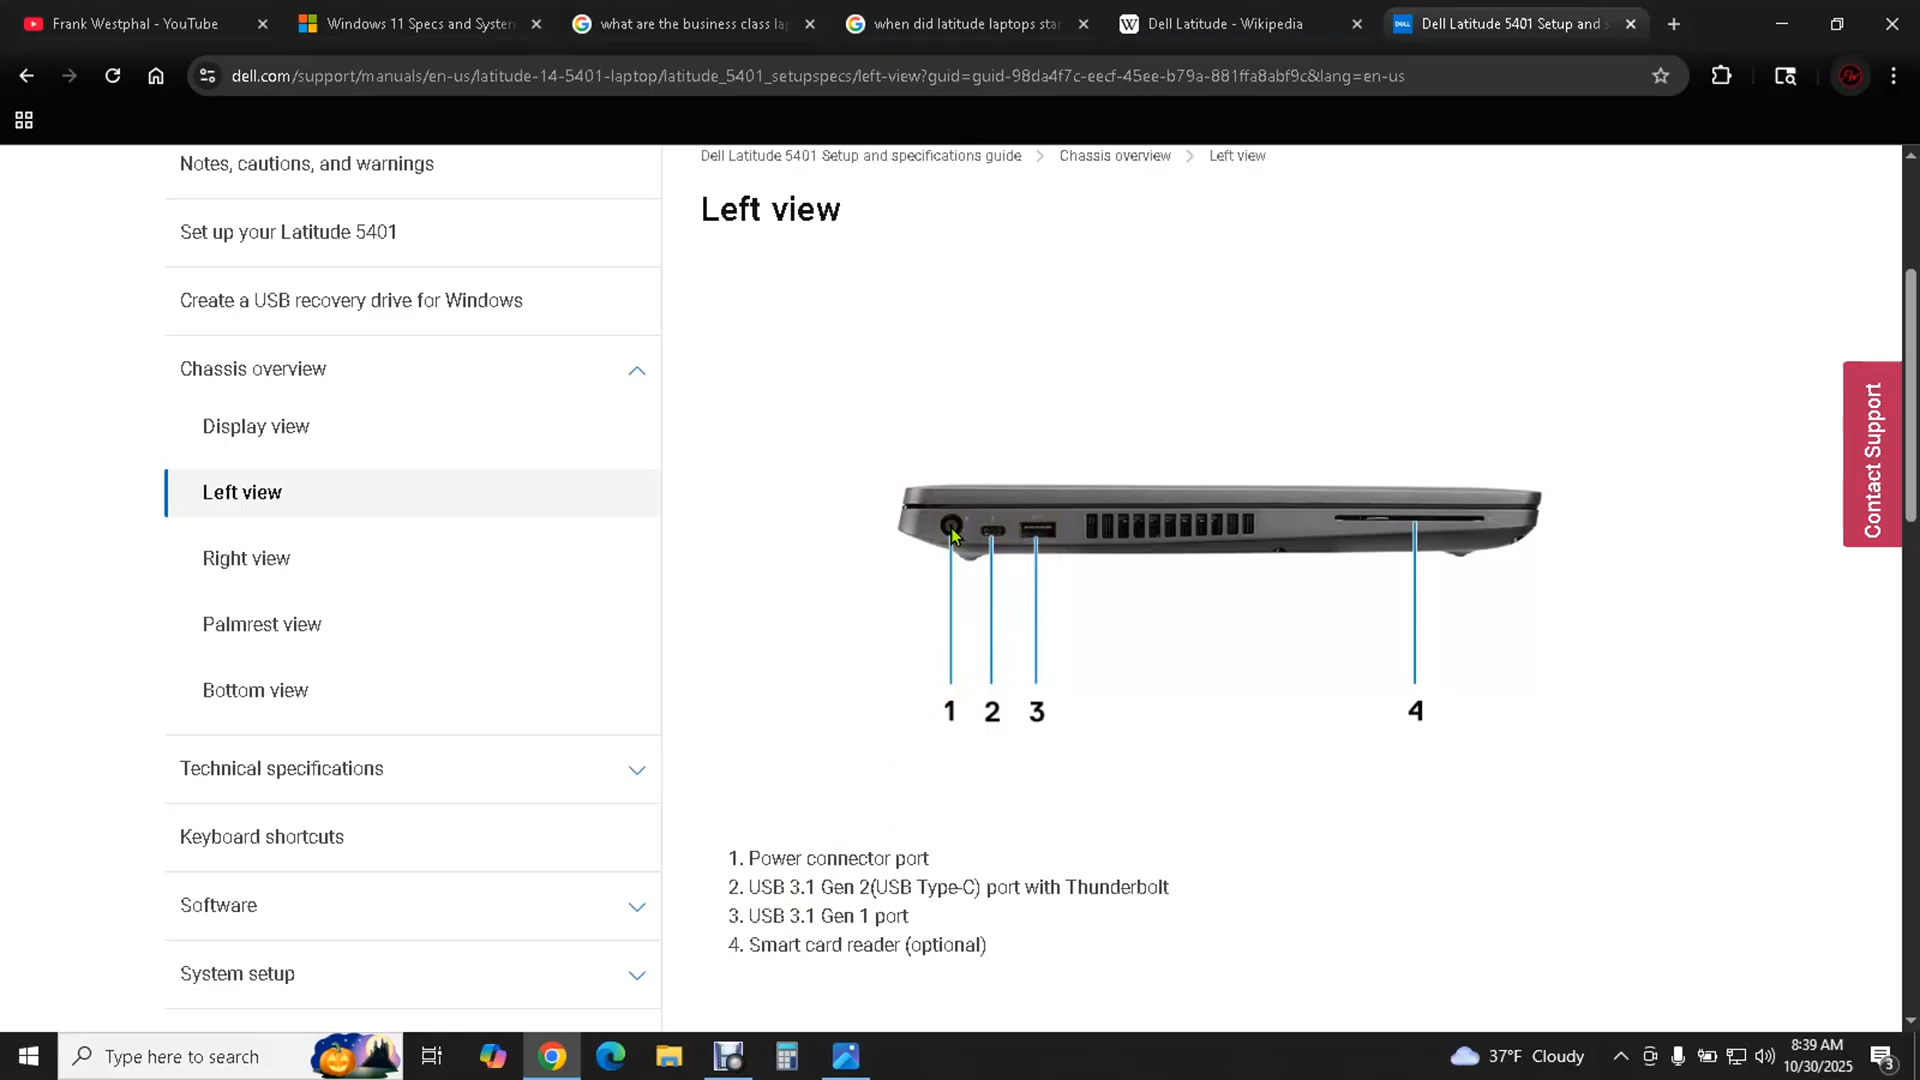 Frank Westphal - YouTube
Windows 11 Specs and System
what are the business class lap
when did latitude laptops star
Dell Latitude - Wikipedia
DELL
Dell Latitude 5401 Setup and s
dell.com/support/manuals/en-us/latitude-14-5401-laptop/latitude_5401_setupspecs/left-view?guid=guid-98da4f7c-eecf-45ee-b79a-881ffa8abf9c&lang=en-us
Notes, cautions, and warnings
Set up your Latitude 5401
Create a USB recovery drive for Windows
Chassis overview
Display view
Left view
Right view
Palmrest view
Bottom view
Technical specifications
Keyboard shortcuts
Software
System setup
Dell Latitude 5401 Setup and specifications guide > Chassis overview > Left view
Left view
1 2 3 4
1. Power connector port
2. USB 3.1 Gen 2(USB Type-C) port with Thunderbolt
3. USB 3.1 Gen 1 port
4. Smart card reader (optional)
Contact Support
Type here to search
37°F Cloudy
8:39 AM
10/30/2025
3